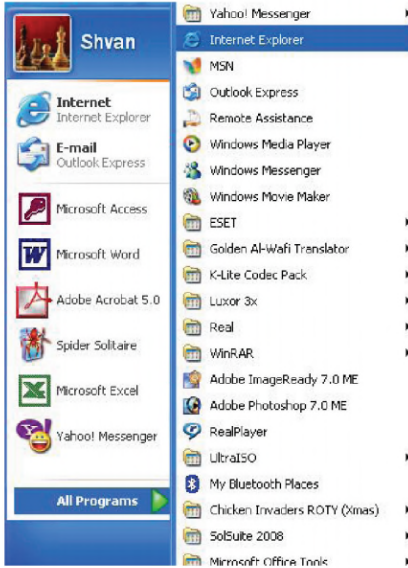 Shvan
Internet
Internet Explorer
E-mail
Outlook Express
Microsoft Access
Microsoft Word
Adobe Acrobat 5.0
Spider Solitaire
Microsoft Excel
Yahoo! Messenger
All Programs
Yahoo! Messenger
Internet Explorer
MSN
Outlook Express
Remote Assistance
Windows Media Player
Windows Messenger
Windows Movie Maker
ESET
Golden Al-Wafi Translator
K-Lite Codec Pack
Luxor 3x
Real
WinRAR
Adobe ImageReady 7.0 ME
Adobe Photoshop 7.0 ME
RealPlayer
UltraISO
My Bluetooth Places
Chicken Invaders ROTY (Xmas)
SolSuite 2008
Microsoft Office Tools